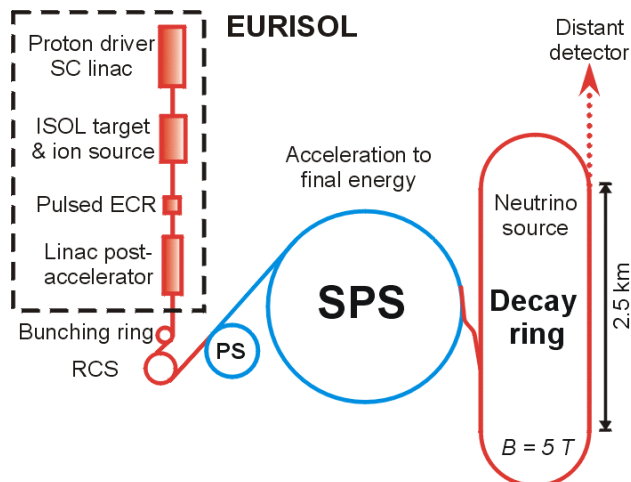 EURISOL
Proton driver
SC linac
ISOL target
& ion source
Pulsed ECR
Linac post-
accelerator
Bunching ring
RCS
PS
Acceleration to
final energy
SPS
Distant
detector
Neutrino
source
Decay
ring
2.5 km
B = 5 T